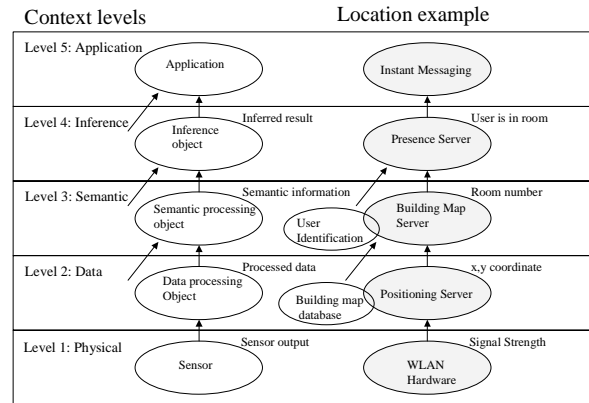 Context levels
Location example
Level 5: Application
Application
Instant Messaging
Level 4: Inference
Inferred result
User is in room
Inference
object
Presence Server
Level 3: Semantic
Semantic information
Room number
Semantic processing
object
User
Identification
Building Map
Server
Level 2: Data
Processed data
x,y coordinate
Data processing
Object
Building map
database
Positioning Server
Level 1: Physical
Sensor output
Signal Strength
Sensor
WLAN
Hardware